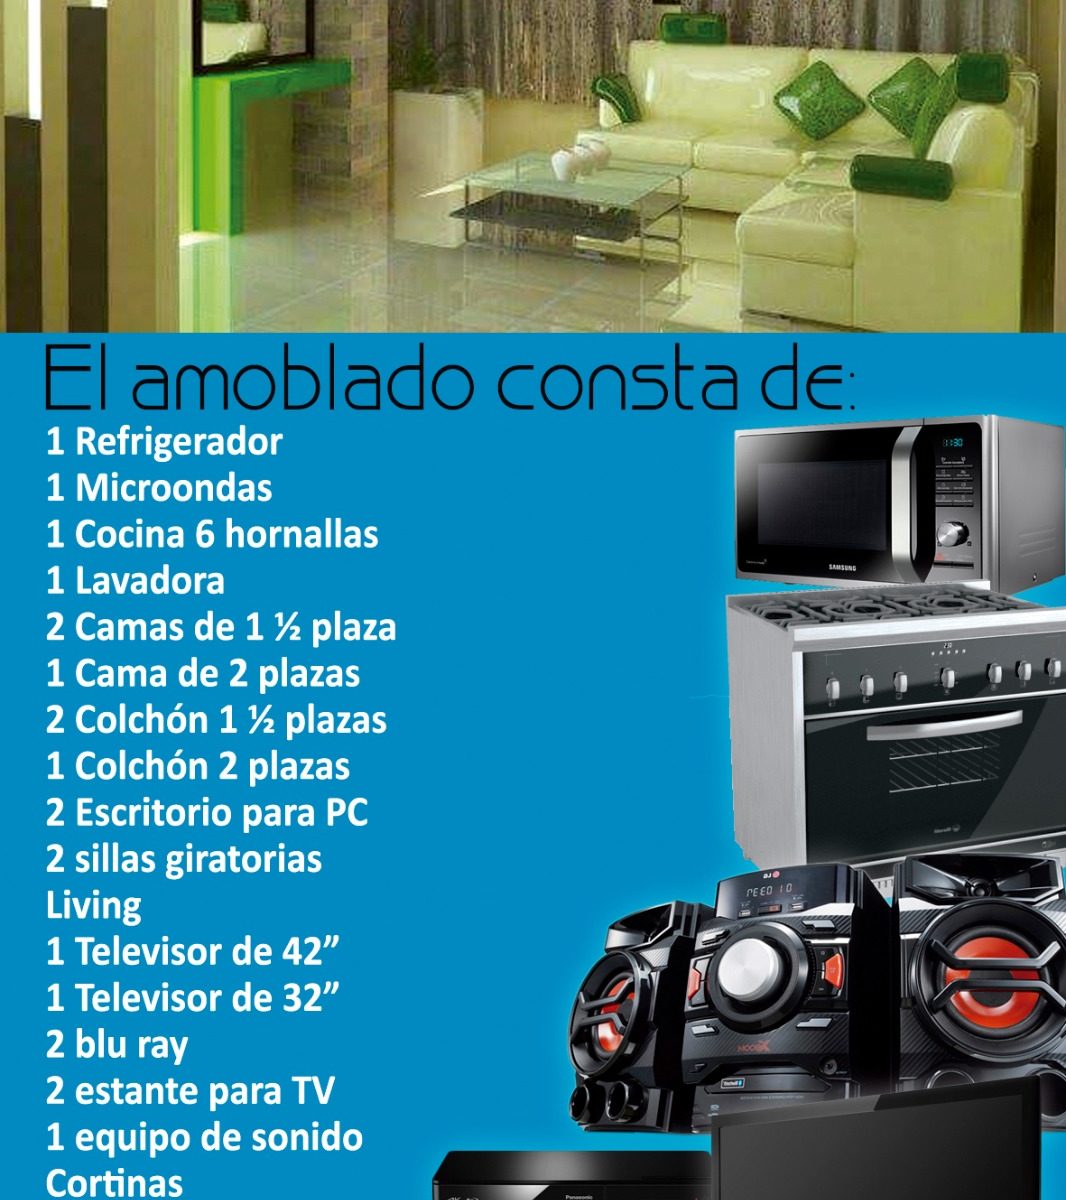 El amoblado consta de:
1 Refrigerador
1 Microondas
1 Cocina 6 hornallas
1 Lavadora
2 Camas de 1 ½ plaza
1 Cama de 2 plazas
2 Colchón 1 ½ plazas
1 Colchón 2 plazas
2 Escritorio para PC
2 sillas giratorias
Living
1 Televisor de 42”
1 Televisor de 32”
2 blu ray
2 estante para TV
1 equipo de sonido
Cortinas
11:30
SAMSUNG
Panasonic